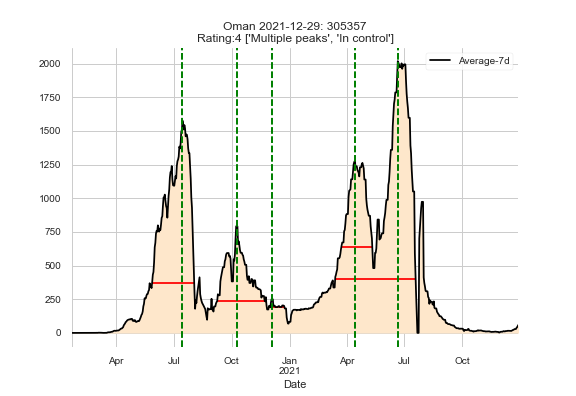 Oman 2021-12-29: 305357
Rating:4 ['Multiple peaks', 'In control']
Average-7d
2000
1750
1500
1250
1000
750
500
250
0
Apr Jul Oct Jan Apr Jul Oct
2021
Date